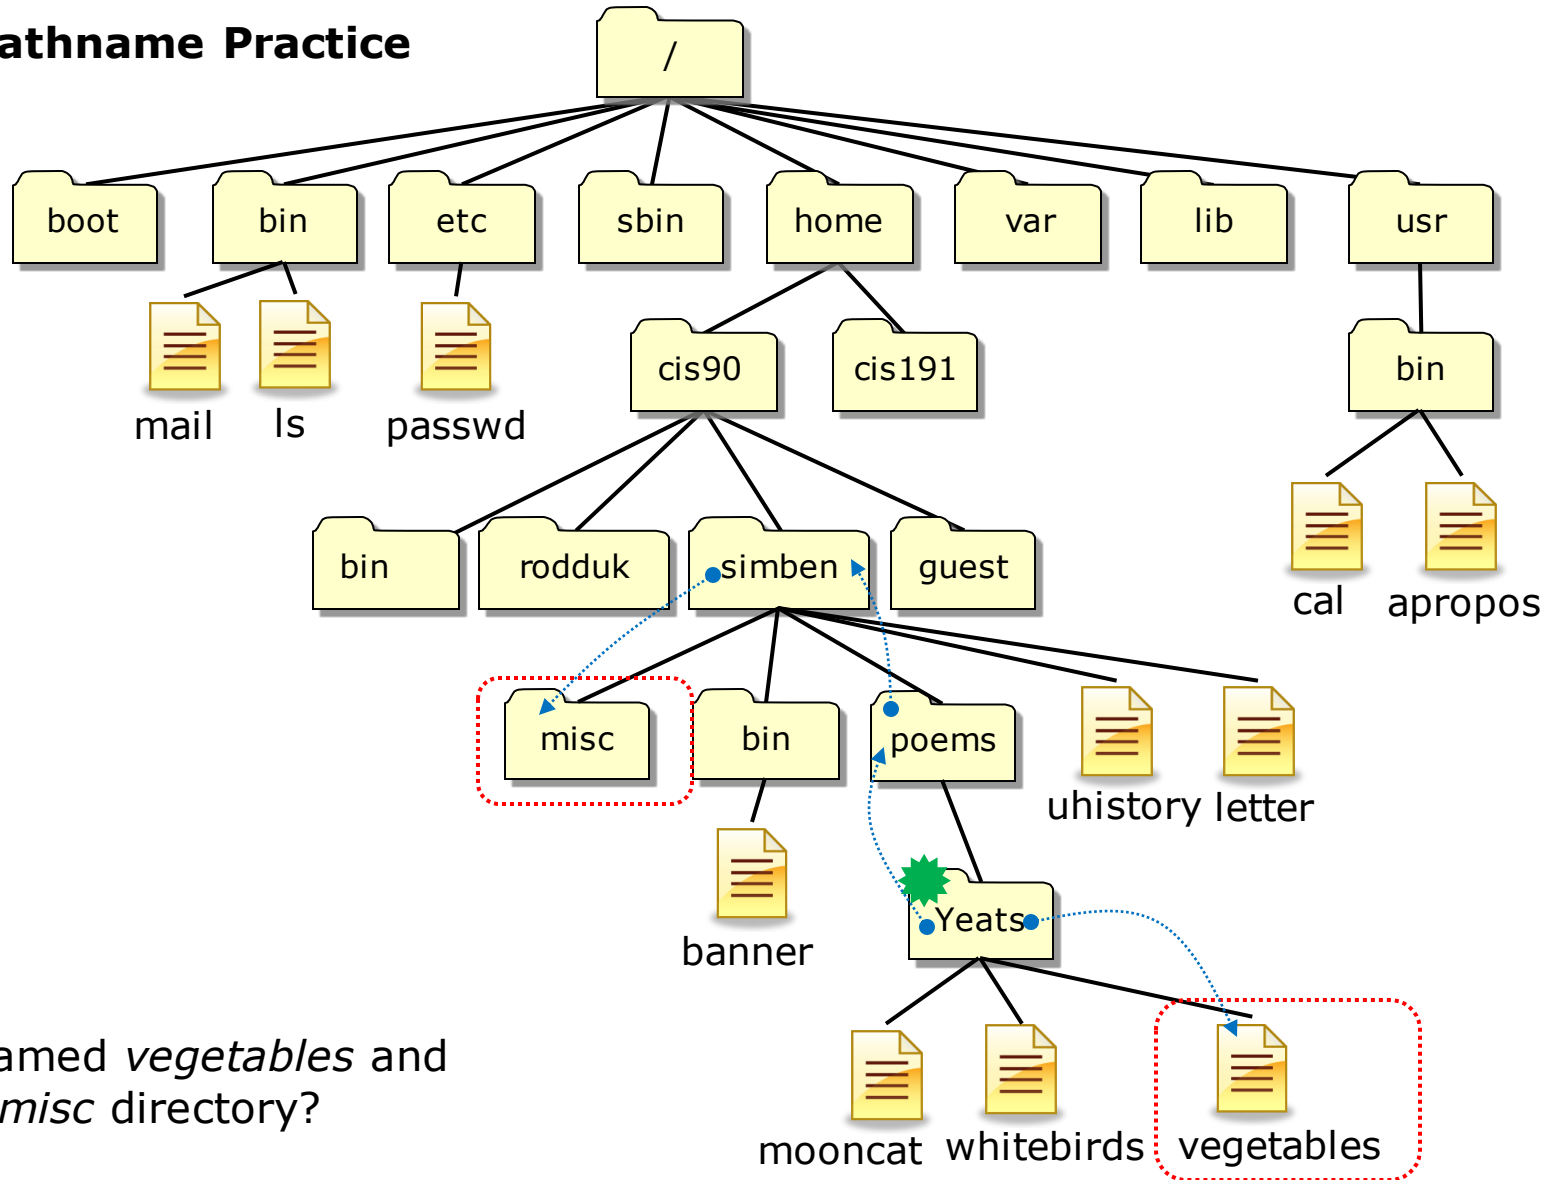 athname Practice
/
boot bin etc sbin home var lib usr
cis90 cis191 bin
mail ls passwd
bin rodduk simben guest
cal apropos
misc bin poems
uhistory letter
Yeats
banner
amed vegetables and
misc directory?
mooncat whitebirds vegetables